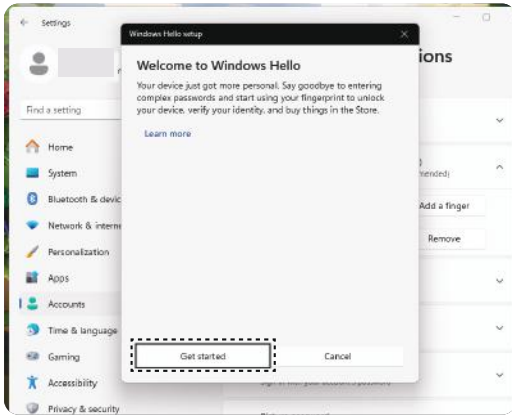 Settings
Windows Hello setup
Welcome to Windows Hello
ions
Your device just got more personal. Say goodbye to entering
complex passwords and start using your fingerprint to unlock
your device, verify your identity, and buy things in the Store.
Learn more
Find a setting
Home
System
mended)
Bluetooth & devic
Add a finger
Network & interne
Remove
Personalization
Apps
Accounts
Time & language
Gaming
Get started
Cancel
Accessibility
Privacy & security